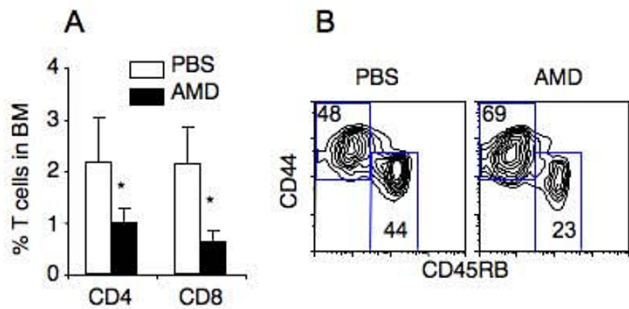 A
B
PBS
AMD
% T cells in BM
4
3
2
1
0
CD4
CD8
*
*
PBS
AMD
48
44
69
23
CD44
CD45RB